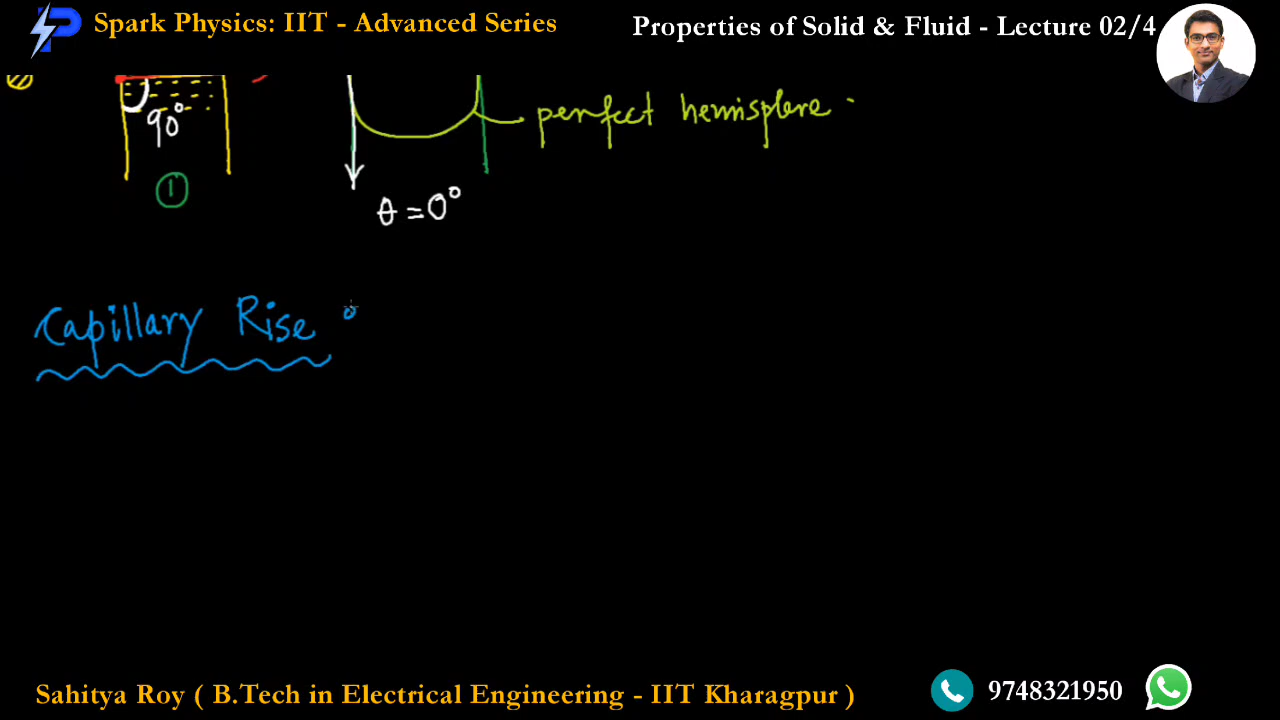 Spark Physics: IIT - Advanced Series
Properties of Solid & Fluid - Lecture 02/4
90°
perfect hemisphere.
①
θ = 0°
Capillary Rise
Sahitya Roy ( B.Tech in Electrical Engineering - IIT Kharagpur )
9748321950